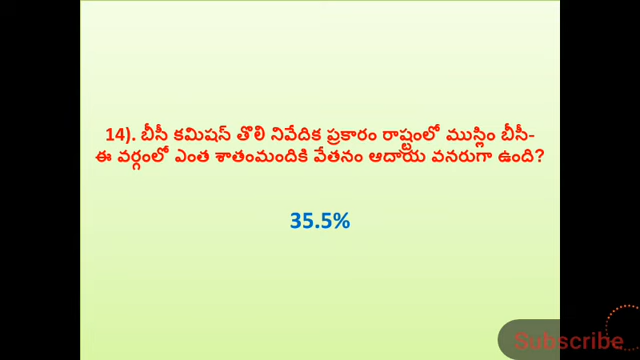 14). బీసీ కమిషన్ తొలి నివేదిక ప్రకారం రాష్ట్రంలో ముస్లిం బీసీ-
ఈ వర్గంలో ఎంత శాతంమందికి వేతనం ఆదాయ వనరుగా ఉంది?
35.5%
Subscribe